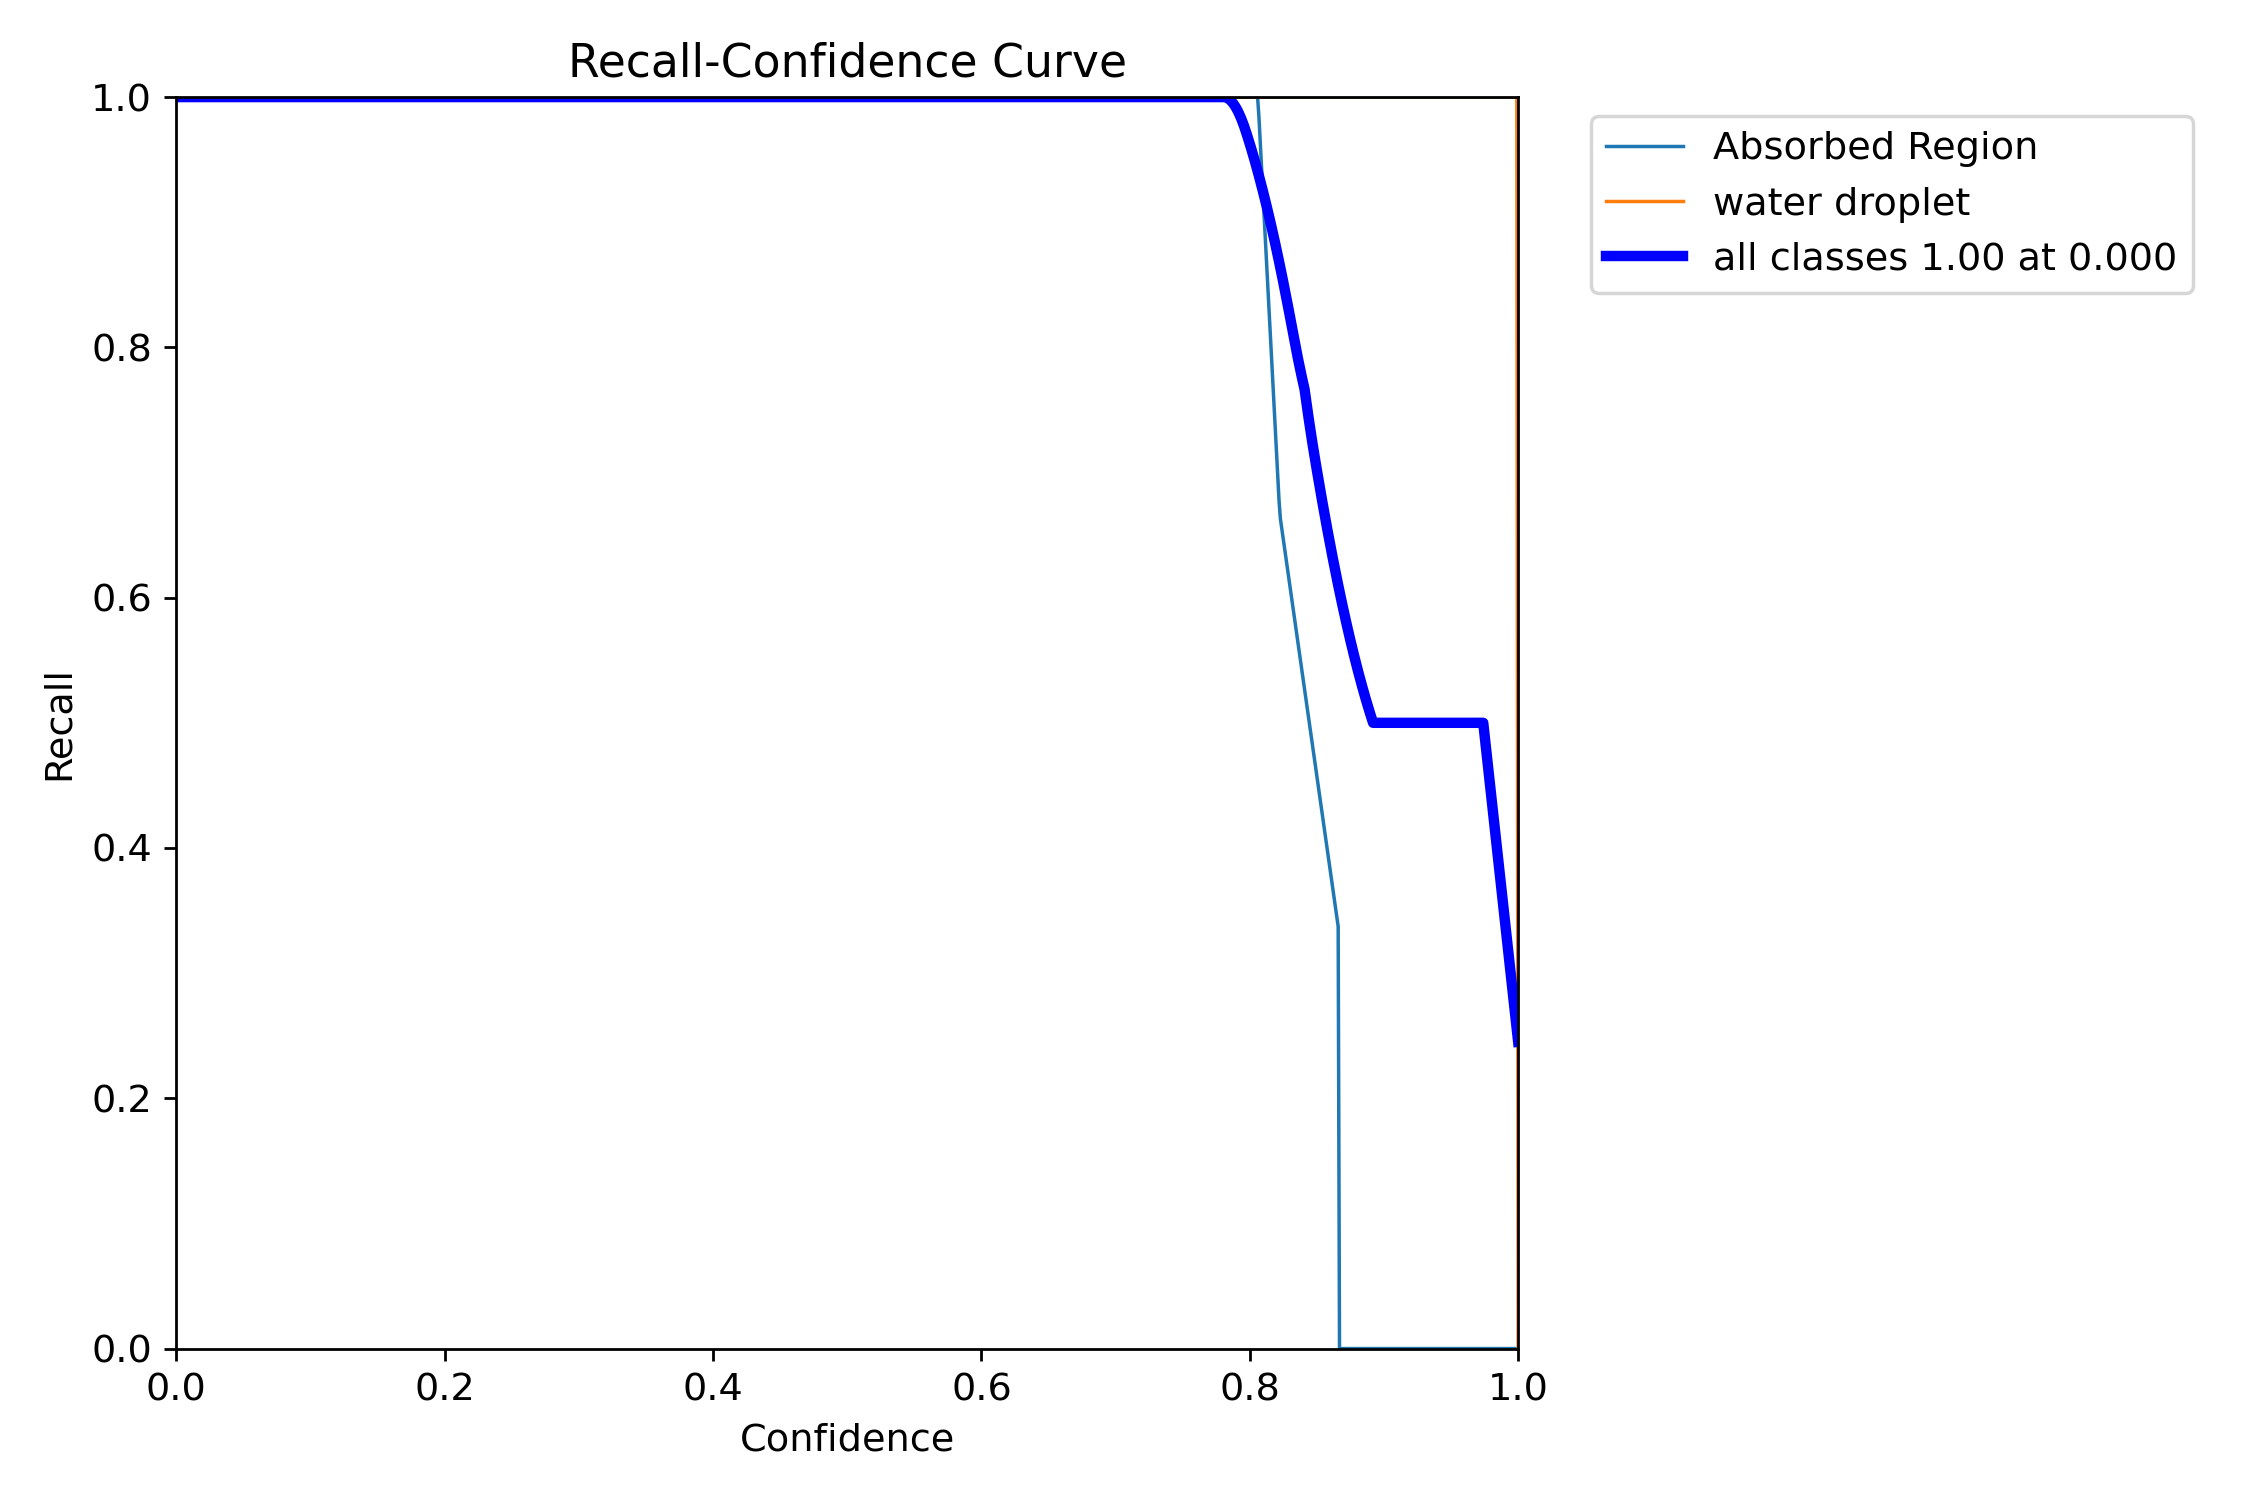 Recall-Confidence Curve
1.0
0.8
0.6
0.4
0.2
0.0
Recall
0.0 0.2 0.4 0.6 0.8 1.0
Confidence
Absorbed Region
water droplet
all classes 1.00 at 0.000